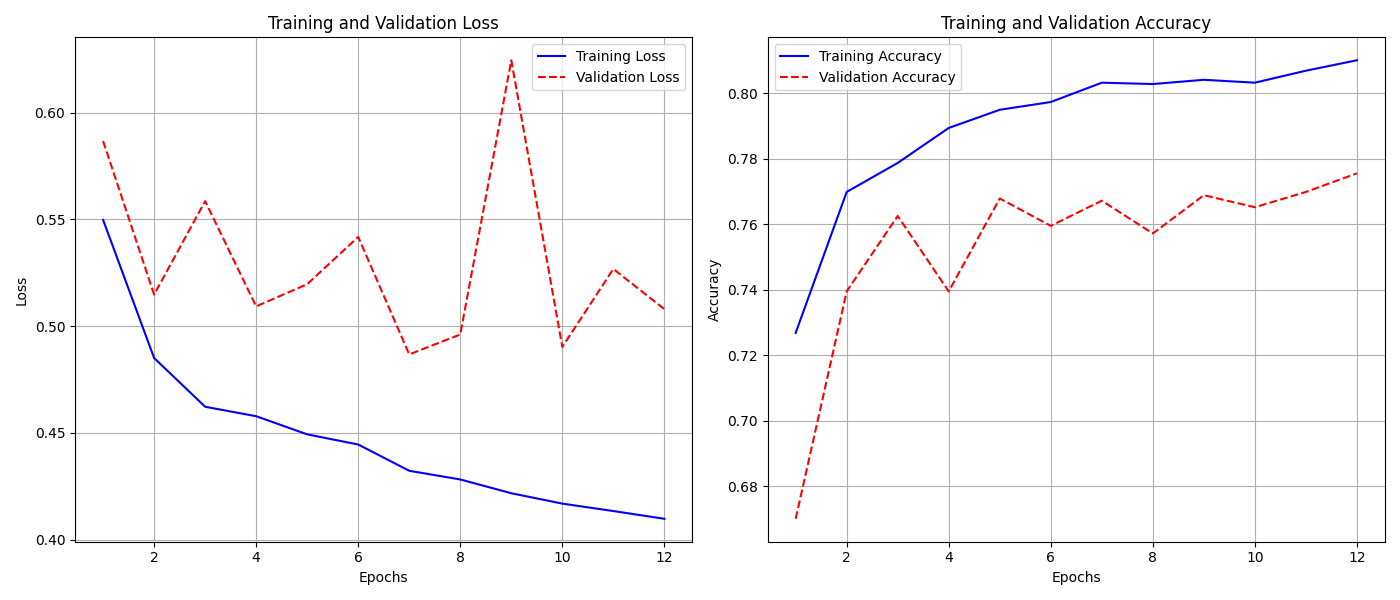 Training and Validation Loss
Training Loss
Validation Loss
0.60
0.55
0.50
0.45
0.40
Loss
2 4 6 8 10 12
Epochs
Training and Validation Accuracy
Training Accuracy
Validation Accuracy
0.80
0.78
0.76
0.74
0.72
0.70
0.68
Accuracy
2 4 6 8 10 12
Epochs